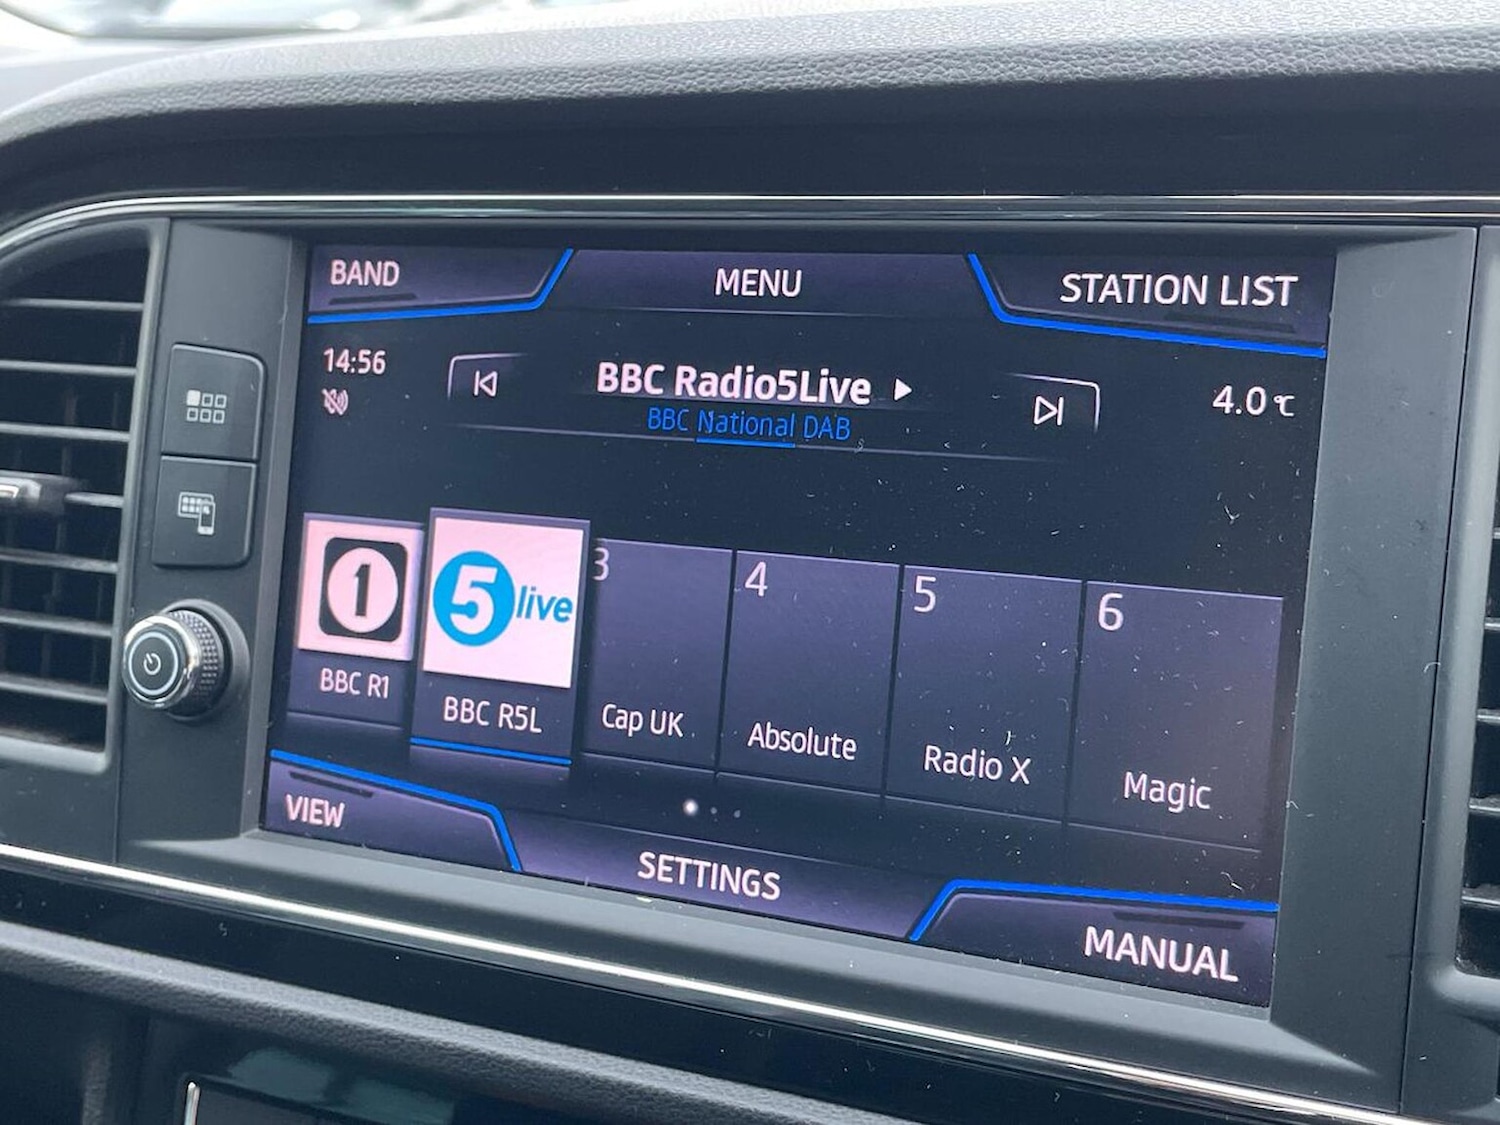 BAND
MENU
STATION LIST
14:56
BBC Radio5Live
4.0 °C
BBC National DAB
1
5 live
3
4
5
6
BBC R1
BBC R5L
Cap UK
Absolute
Radio X
Magic
VIEW
SETTINGS
MANUAL